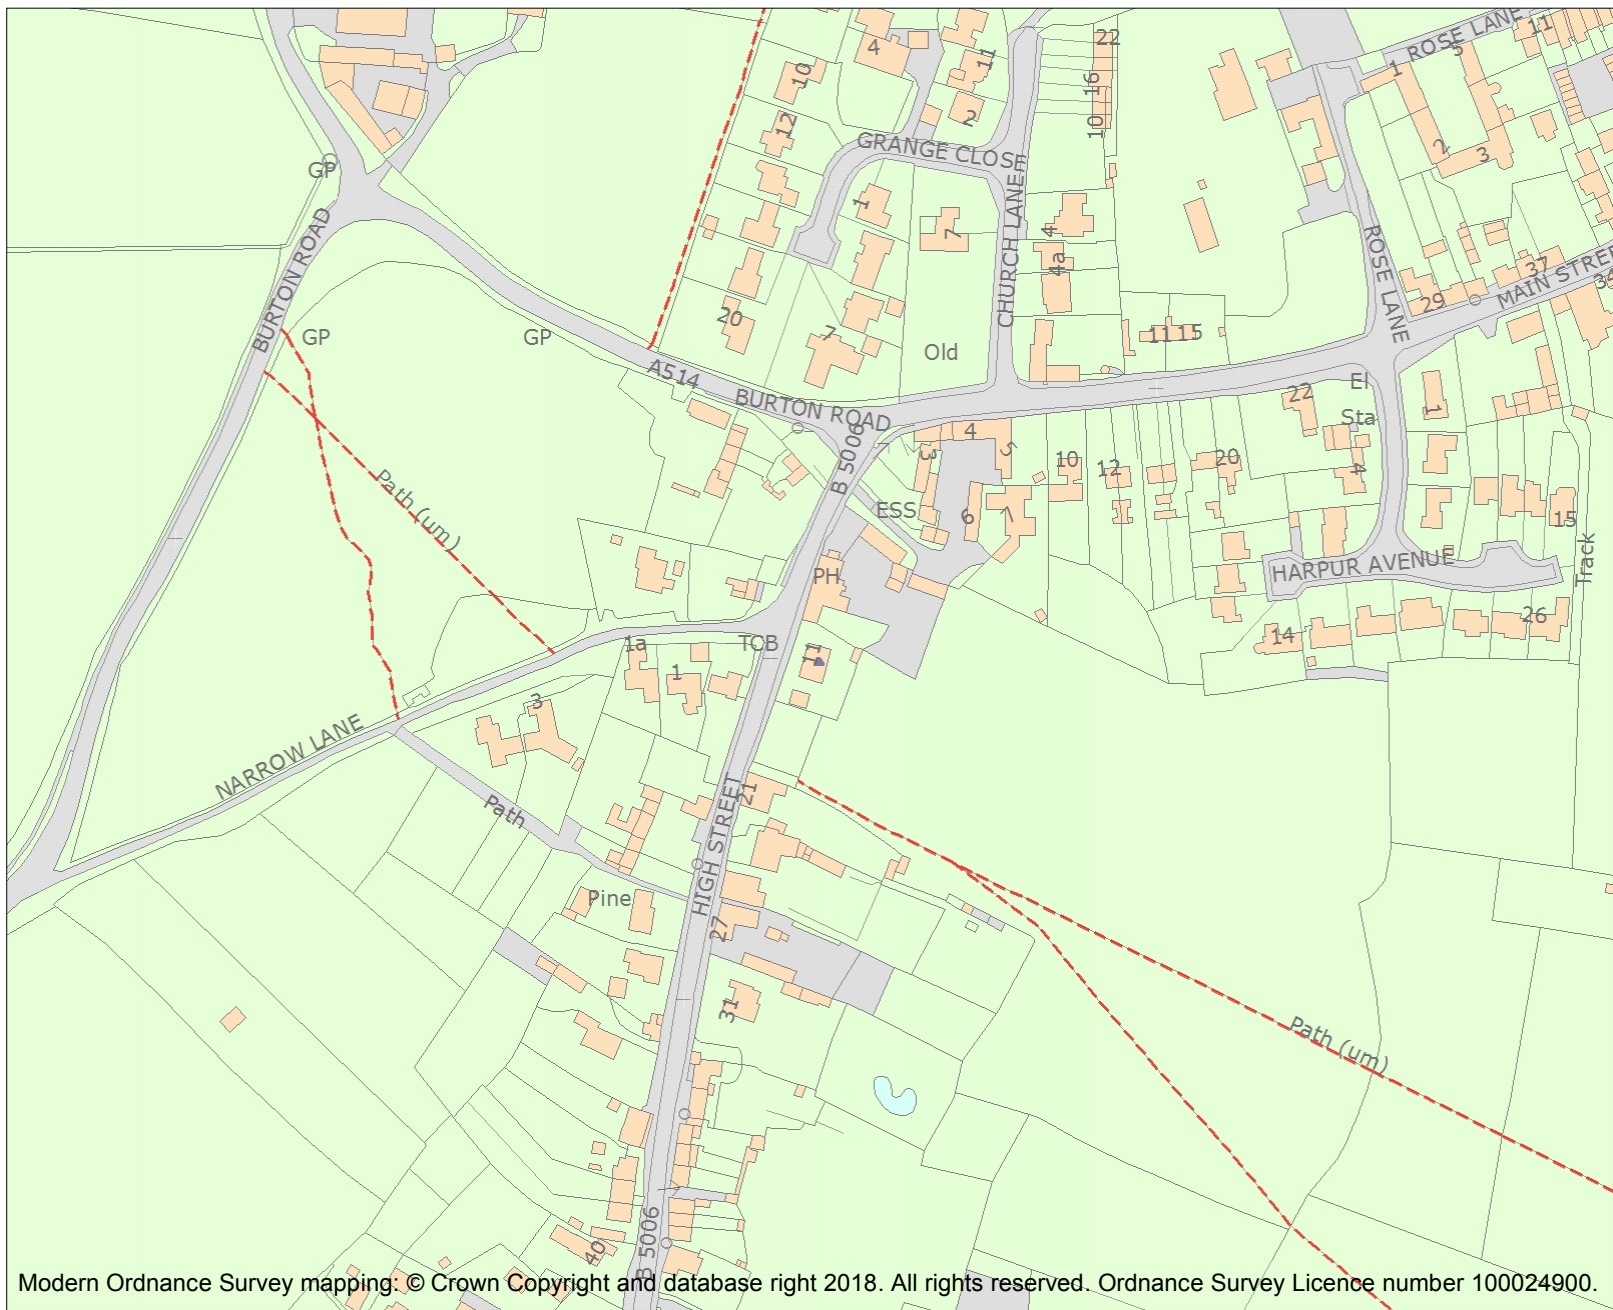 4
11
10
22
16
10
2
12
GRANGE CLOSE
1
7
4
4a
CHURCH LANE
20
7
Old
11
15
1 ROSE LANE
5
11
2
3
ROSE LANE
37
29
MAIN STREE
35
GP
BURTON ROAD
GP
GP
A514
BURTON ROAD
B 5006
4
3
5
10
12
20
22
El
Sta
4
1
15
ESS
6
7
Path (um)
PH
HARPUR AVENUE
Track
14
26
1a
TCB
11
1
3
NARROW LANE
Path
21
HIGH STREET
Pine
27
31
Path (um)
B 5006
40
Modern Ordnance Survey mapping: © Crown Copyright and database right 2018. All rights reserved. Ordnance Survey Licence number 100024900.